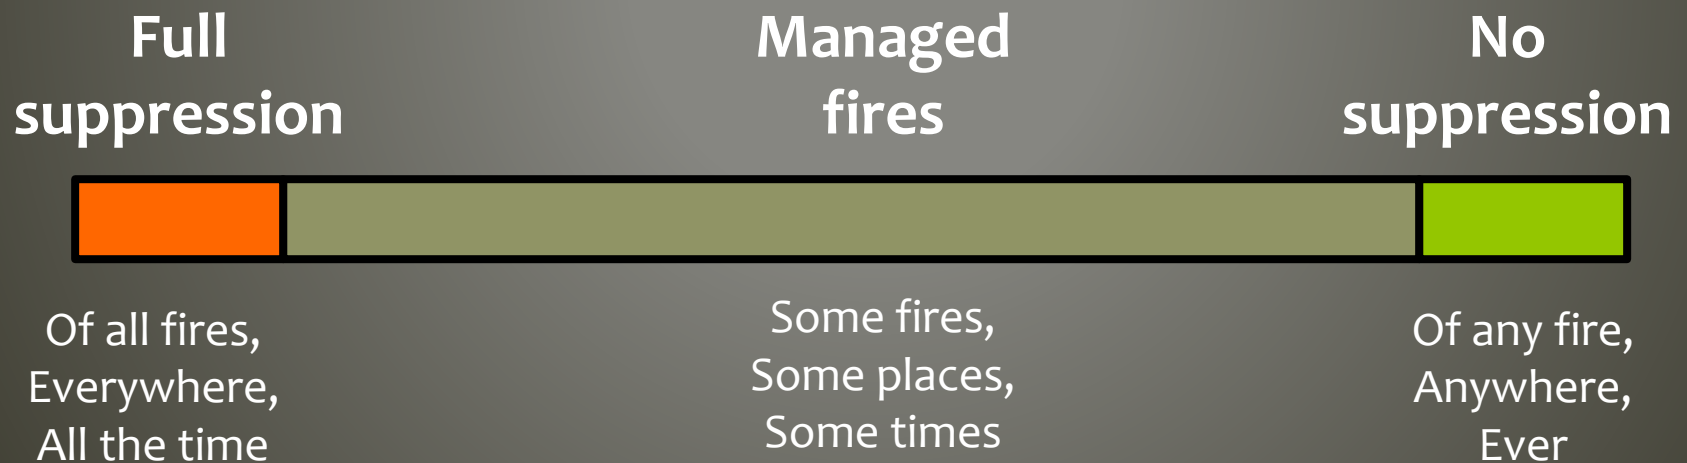 Full
suppression
Managed
fires
No
suppression
Of all fires,
Everywhere,
All the time
Some fires,
Some places,
Some times
Of any fire,
Anywhere,
Ever